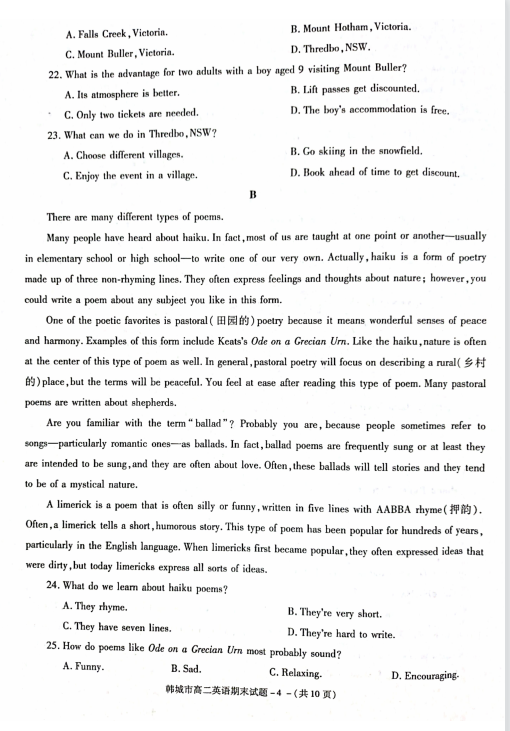 A. Falls Creek, Victoria.
B. Mount Hotham, Victoria.
C. Mount Buller, Victoria.
D. Thredbo, NSW.
22. What is the advantage for two adults with a boy aged 9 visiting Mount Buller?
A. Its atmosphere is better.
B. Lift passes get discounted.
C. Only two tickets are needed.
D. The boy's accommodation is free.
23. What can we do in Thredbo, NSW?
A. Choose different villages.
B. Go skiing in the snowfield.
C. Enjoy the event in a village.
D. Book ahead of time to get discount.
B
There are many different types of poems.
Many people have heard about haiku. In fact, most of us are taught at one point or another—usually
in elementary school or high school—to write one of our very own. Actually, haiku is a form of poetry
made up of three non-rhyming lines. They often express feelings and thoughts about nature; however, you
could write a poem about any subject you like in this form.
One of the poetic favorites is pastoral(田园的)poetry because it means wonderful senses of peace
and harmony. Examples of this form include Keats's Ode on a Grecian Urn. Like the haiku, nature is often
at the center of this type of poem as well. In general, pastoral poetry will focus on describing a rural(乡村
的)place, but the terms will be peaceful. You feel at ease after reading this type of poem. Many pastoral
poems are written about shepherds.
Are you familiar with the term "ballad"? Probably you are, because people sometimes refer to
songs—particularly romantic ones—as ballads. In fact, ballad poems are frequently sung or at least they
are intended to be sung, and they are often about love. Often, these ballads will tell stories and they tend
to be of a mystical nature.
A limerick is a poem that is often silly or funny, written in five lines with AABBA rhyme(押韵).
Often, a limerick tells a short, humorous story. This type of poem has been popular for hundreds of years,
particularly in the English language. When limericks first became popular, they often expressed ideas that
were dirty, but today limericks express all sorts of ideas.
24. What do we learn about haiku poems?
A. They rhyme.
B. They're very short.
C. They have seven lines.
D. They're hard to write.
25. How do poems like Ode on a Grecian Urn most probably sound?
A. Funny.
B. Sad.
C. Relaxing.
D. Encouraging.
韩城市高二英语期末试题-4-(共10页)